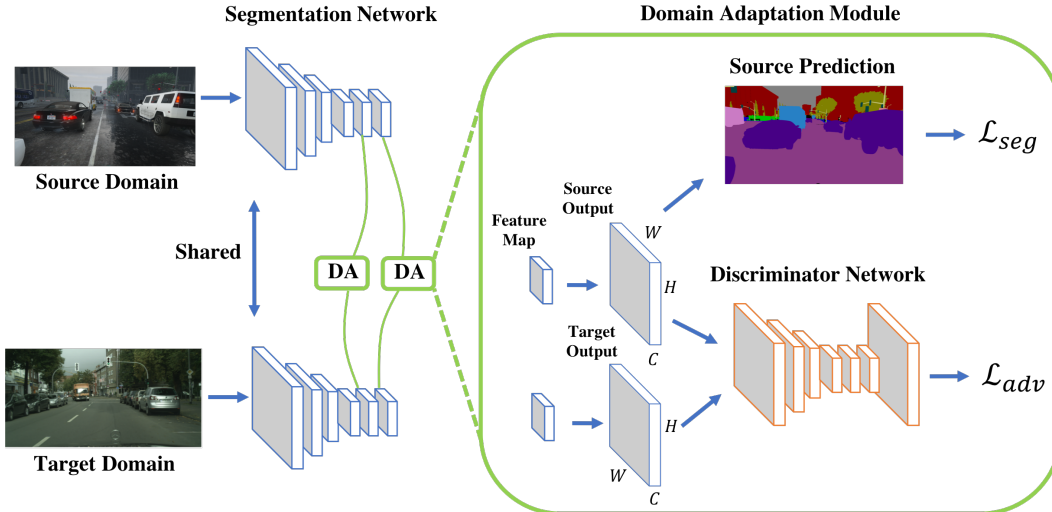 Segmentation Network
Domain Adaptation Module
Source Prediction
ℒseg
Source Domain
Source
Output
Feature
Map
W
H
C
Shared
DA
DA
Discriminator Network
Target
Output
ℒadv
H
W
C
Target Domain